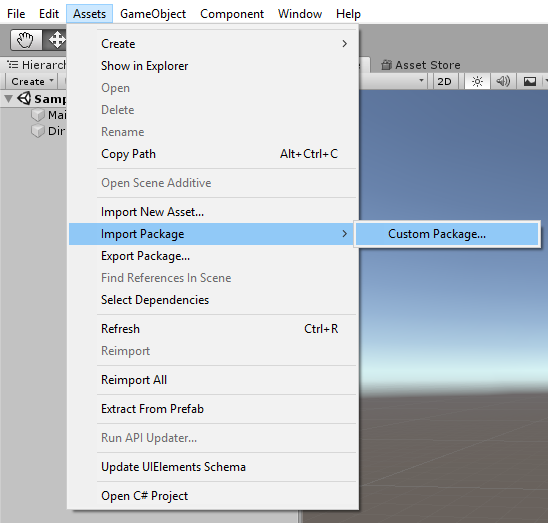 File Edit Assets GameObject Component Window Help
Hierarc
Asset Store
Create
2D
Samp
Mai
Dir
Create
Show in Explorer
Open
Delete
Rename
Copy Path Alt+Ctrl+C
Open Scene Additive
Import New Asset...
Import Package
Custom Package...
Export Package...
Find References In Scene
Select Dependencies
Refresh Ctrl+R
Reimport
Reimport All
Extract From Prefab
Run API Updater...
Update UIElements Schema
Open C# Project